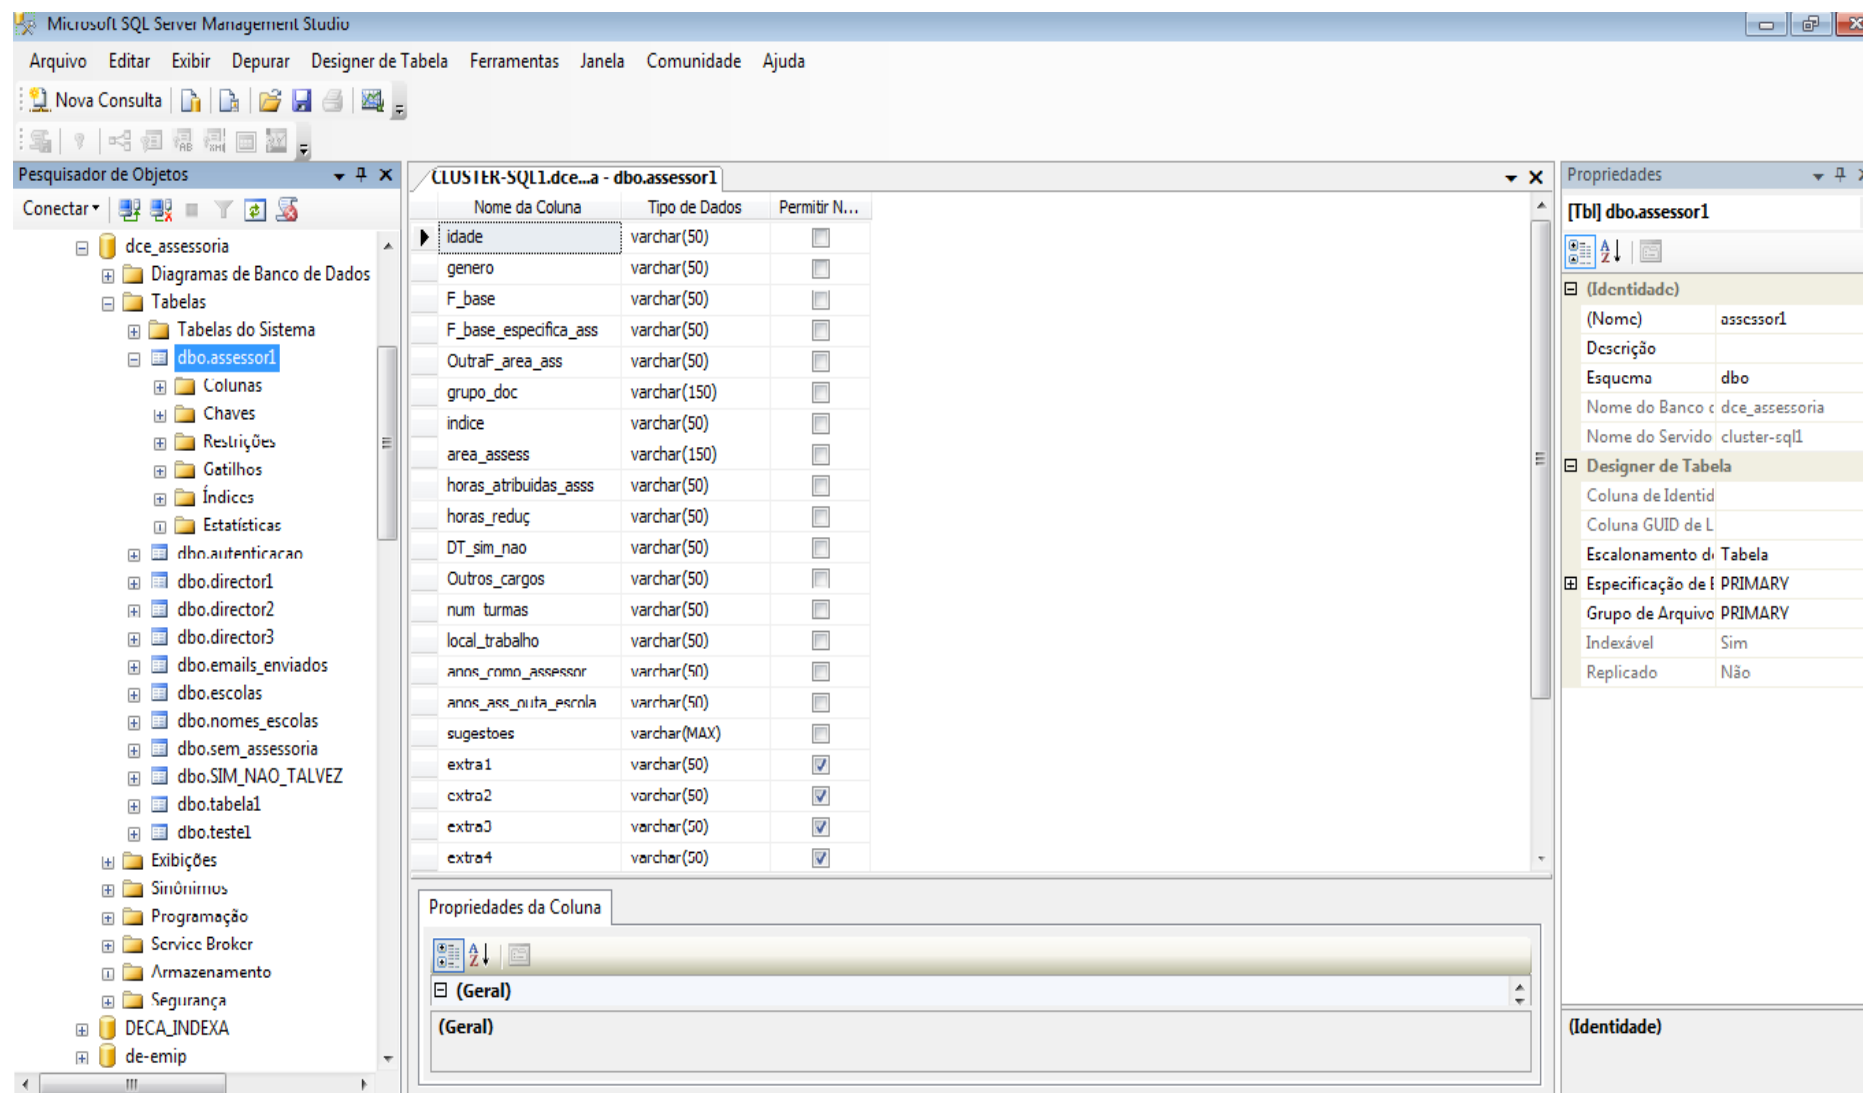 Microsoft SQL Server Management Studio
Arquivo Editar Exibir Depurar Designer de Tabela Ferramentas Janela Comunidade Ajuda
Nova Consulta
Pesquisador de Objetos
Conectar
dce_assessoria
Diagramas de Banco de Dados
Tabelas
Tabelas do Sistema
dbo.assessor1
Colunas
Chaves
Restrições
Gatilhos
Índices
Estatísticas
dbo.autenticacao
dbo.director1
dbo.director2
dbo.director3
dbo.emails_enviados
dbo.escolas
dbo.nomes_escolas
dbo.sem_assessoria
dbo.SIM_NAO_TALVEZ
dbo.tabela1
dbo.teste1
Exibições
Sinônimos
Programação
Service Broker
Armazenamento
Segurança
DECA_INDEXA
de-emip
CLUSTER-SQL1.dce...a - dbo.assessor1
Nome da Coluna Tipo de Dados Permitir N...
idade varchar(50)
genero varchar(50)
F_base varchar(50)
F_base_especifica_ass varchar(50)
OutraF_area_ass varchar(50)
grupo_doc varchar(150)
indice varchar(50)
area_assess varchar(150)
horas_atribuidas_asss varchar(50)
horas_reduç varchar(50)
DT_sim_nao varchar(50)
Outros_cargos varchar(50)
num_turmas varchar(50)
local_trabalho varchar(50)
anos_como_assessor varchar(50)
anos_ass_outa_escola varchar(50)
sugestoes varchar(MAX)
extra1 varchar(50)
extra2 varchar(50)
extra3 varchar(50)
extra4 varchar(50)
Propriedades da Coluna
(Geral)
(Geral)
Propriedades
[Tbl] dbo.assessor1
(Identidade)
(Nome) assessor1
Descrição
Esquema dbo
Nome do Banco d dce_assessoria
Nome do Servido cluster-sql1
Designer de Tabela
Coluna de Identid
Coluna GUID de L
Escalonamento de Tabela
Especificação de E PRIMARY
Grupo de Arquivo PRIMARY
Indexável Sim
Replicado Não
(Identidade)